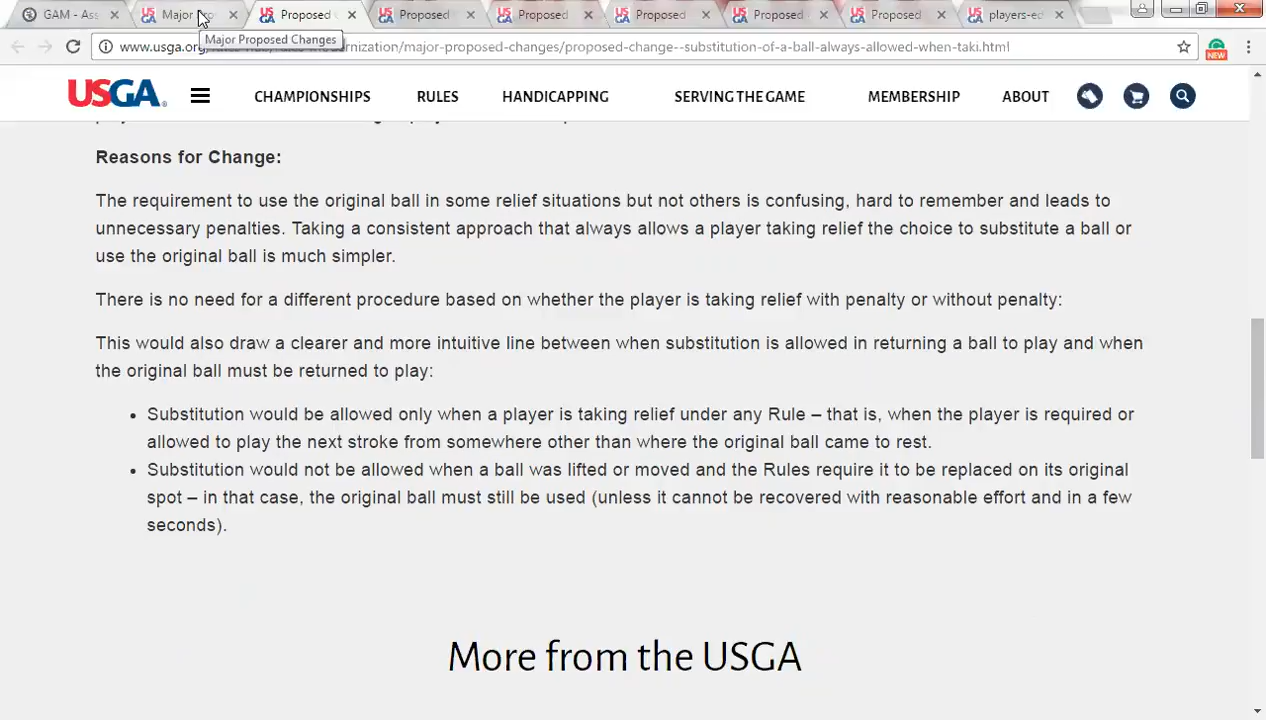 GAM - Ass
Major Pro
Proposed
Proposed
Proposed
Proposed
Proposed
Proposed
players-ed
Major Proposed Changes
/major-proposed-changes/proposed-change--substitution-of-a-ball-always-allowed-when-taki.html
NEW
USGA
CHAMPIONSHIPS
RULES
HANDICAPPING
SERVING THE GAME
MEMBERSHIP
ABOUT
Reasons for Change:
The requirement to use the original ball in some relief situations but not others is confusing, hard to remember and leads to
unnecessary penalties. Taking a consistent approach that always allows a player taking relief the choice to substitute a ball or
use the original ball is much simpler.
There is no need for a different procedure based on whether the player is taking relief with penalty or without penalty:
This would also draw a clearer and more intuitive line between when substitution is allowed in returning a ball to play and when
the original ball must be returned to play:
• Substitution would be allowed only when a player is taking relief under any Rule – that is, when the player is required or
allowed to play the next stroke from somewhere other than where the original ball came to rest.
• Substitution would not be allowed when a ball was lifted or moved and the Rules require it to be replaced on its original
spot – in that case, the original ball must still be used (unless it cannot be recovered with reasonable effort and in a few
seconds).
More from the USGA